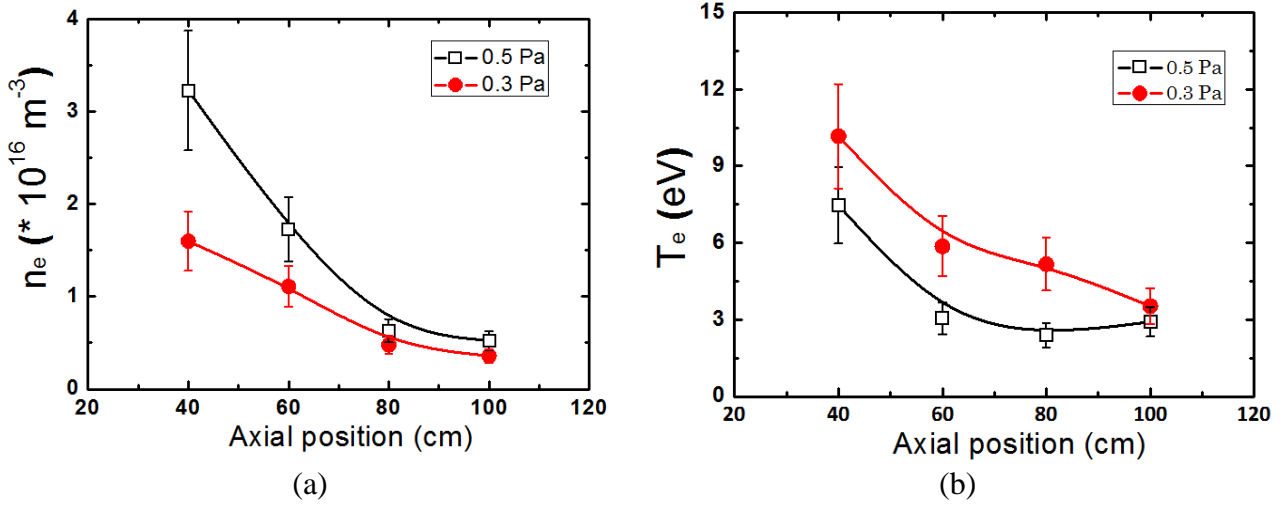 4
3
2
1
0
nₑ (* 10¹⁶ m⁻³)
0.5 Pa
0.3 Pa
20 40 60 80 100 120
Axial position (cm)
(a)
15
12
9
6
3
0
Tₑ (eV)
0.5 Pa
0.3 Pa
20 40 60 80 100 120
Axial position (cm)
(b)